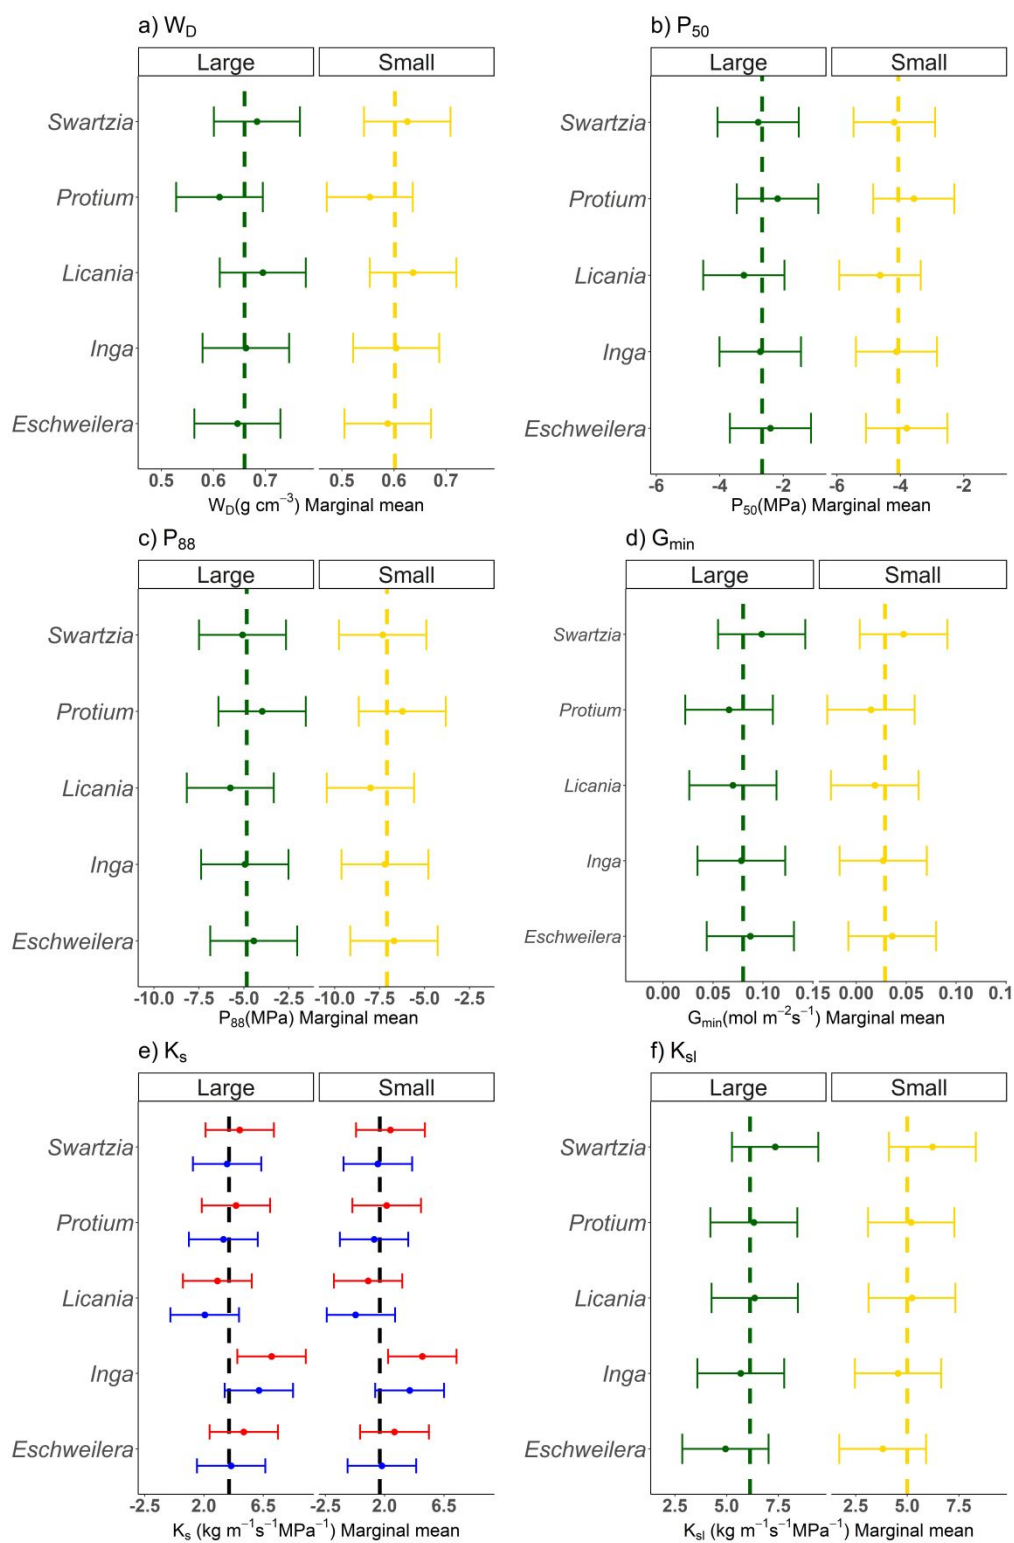 a) W_D
Large Small
Swartzia
Protium
Licania
Inga
Eschweilera
0.5 0.6 0.7 0.5 0.6 0.7
W_D(g cm⁻³) Marginal mean
b) P₅₀
Large Small
Swartzia
Protium
Licania
Inga
Eschweilera
-6 -4 -2 -6 -4 -2
P₅₀(MPa) Marginal mean
c) P₈₈
Large Small
Swartzia
Protium
Licania
Inga
Eschweilera
-10.0 -7.5 -5.0 -2.5 -10.0 -7.5 -5.0 -2.5
P₈₈(MPa) Marginal mean
d) G_min
Large Small
Swartzia
Protium
Licania
Inga
Eschweilera
0.00 0.05 0.10 0.15 0.00 0.05 0.10 0.1
G_min(mol m⁻²s⁻¹) Marginal mean
e) K_s
Large Small
Swartzia
Protium
Licania
Inga
Eschweilera
-2.5 2.0 6.5 -2.5 2.0 6.5
K_s (kg m⁻¹s⁻¹MPa⁻¹) Marginal mean
f) K_sl
Large Small
Swartzia
Protium
Licania
Inga
Eschweilera
2.5 5.0 7.5 2.5 5.0 7.5
K_sl (kg m⁻¹s⁻¹MPa⁻¹) Marginal mean